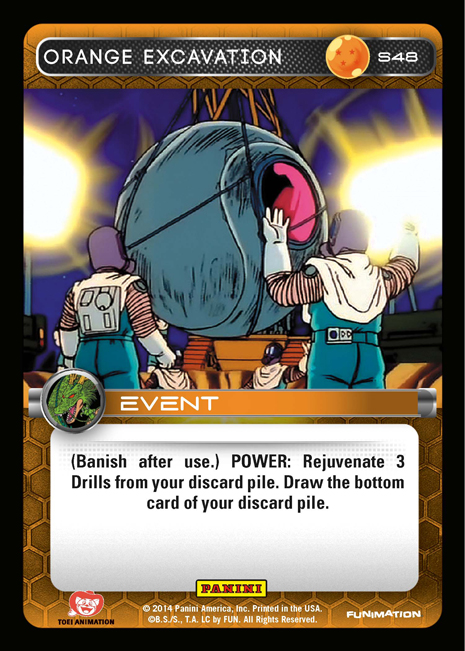 ORANGE EXCAVATION
S48
EVENT
(Banish after use.) POWER: Rejuvenate 3
Drills from your discard pile. Draw the bottom
card of your discard pile.
PANINI
TOEI ANIMATION
© 2014 Panini America, Inc. Printed in the USA.
©B.S./S., T.A. LC by FUN. All Rights Reserved.
FUNIMATION